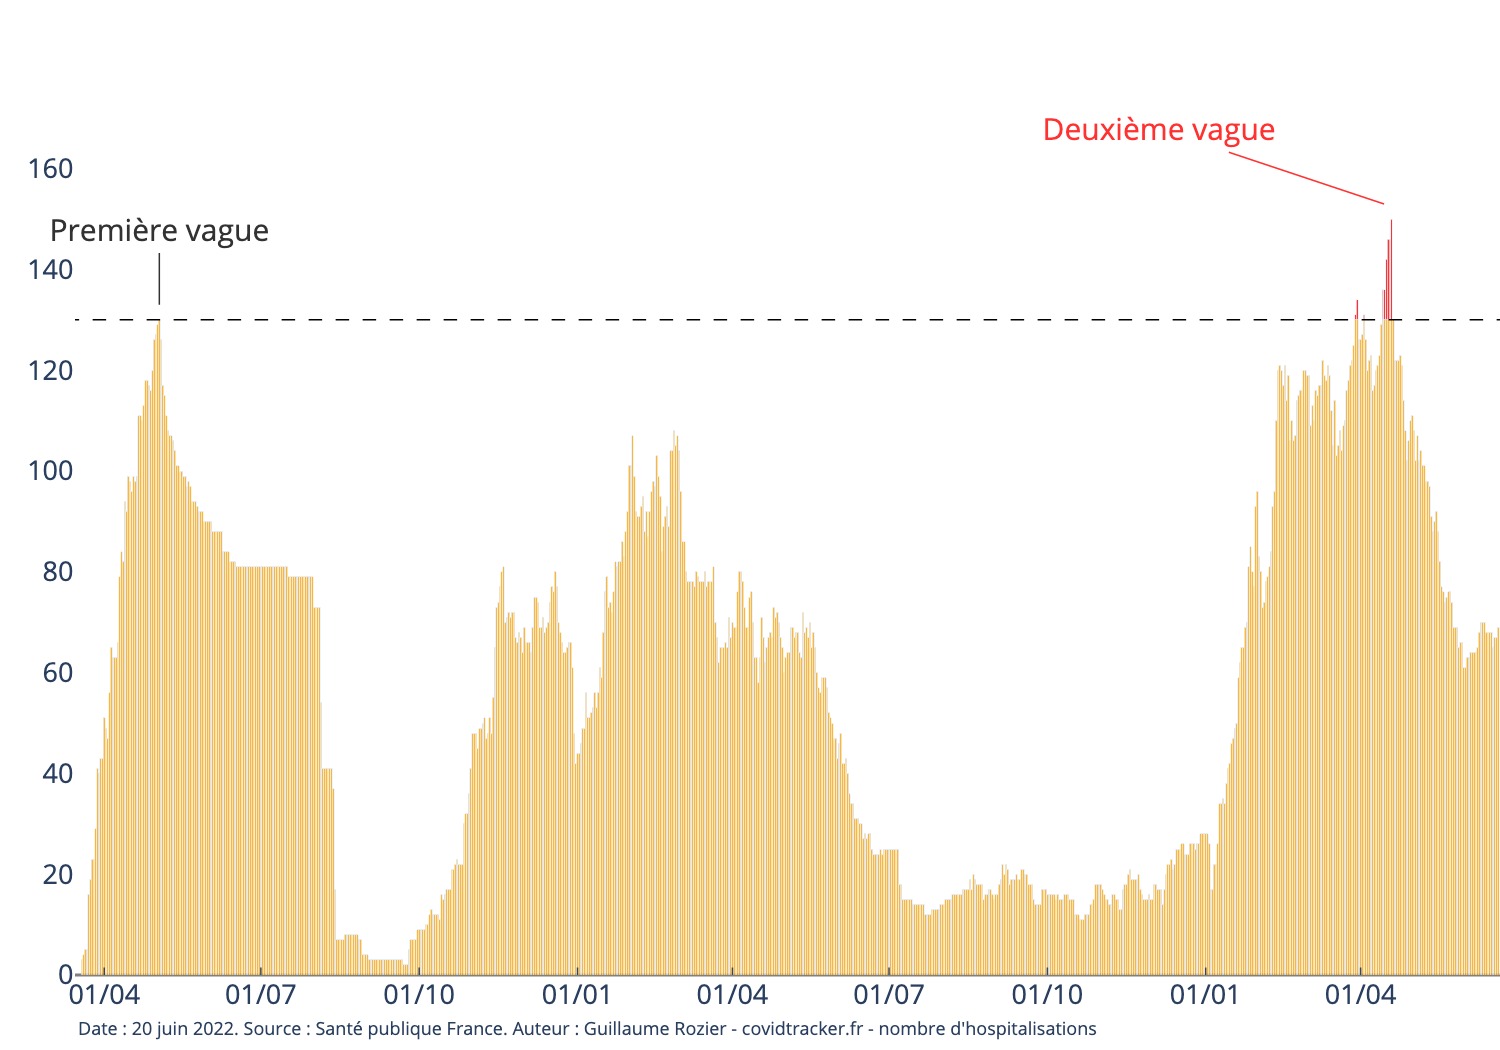 Deuxième vague
160
Première vague
140
120
100
80
60
40
20
0
01/04 01/07 01/10 01/01 01/04 01/07 01/10 01/01 01/04
Date : 20 juin 2022. Source : Santé publique France. Auteur : Guillaume Rozier - covidtracker.fr - nombre d'hospitalisations